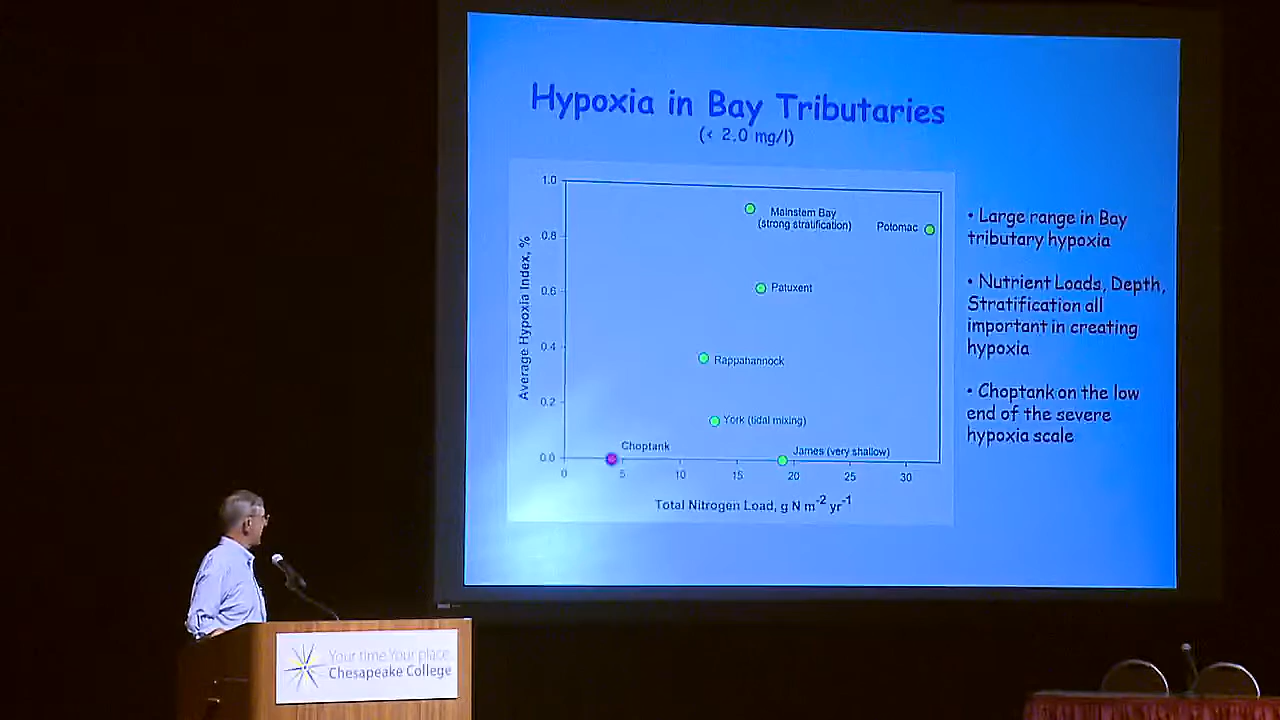 Hypoxia in Bay Tributaries
(< 2.0 mg/l)
1.0
0.8
0.6
0.4
0.2
0.0
Average Hypoxia Index, %
Mainstem Bay
(strong stratification)
Potomac
Patuxent
Rappahannock
York (tidal mixing)
Choptank
James (very shallow)
0
5
10
15
20
25
30
Total Nitrogen Load, g N m-2 yr-1
• Large range in Bay
tributary hypoxia
• Nutrient Loads, Depth,
Stratification all
important in creating
hypoxia
• Choptank on the low
end of the severe
hypoxia scale
Your time. Your place.
Chesapeake College